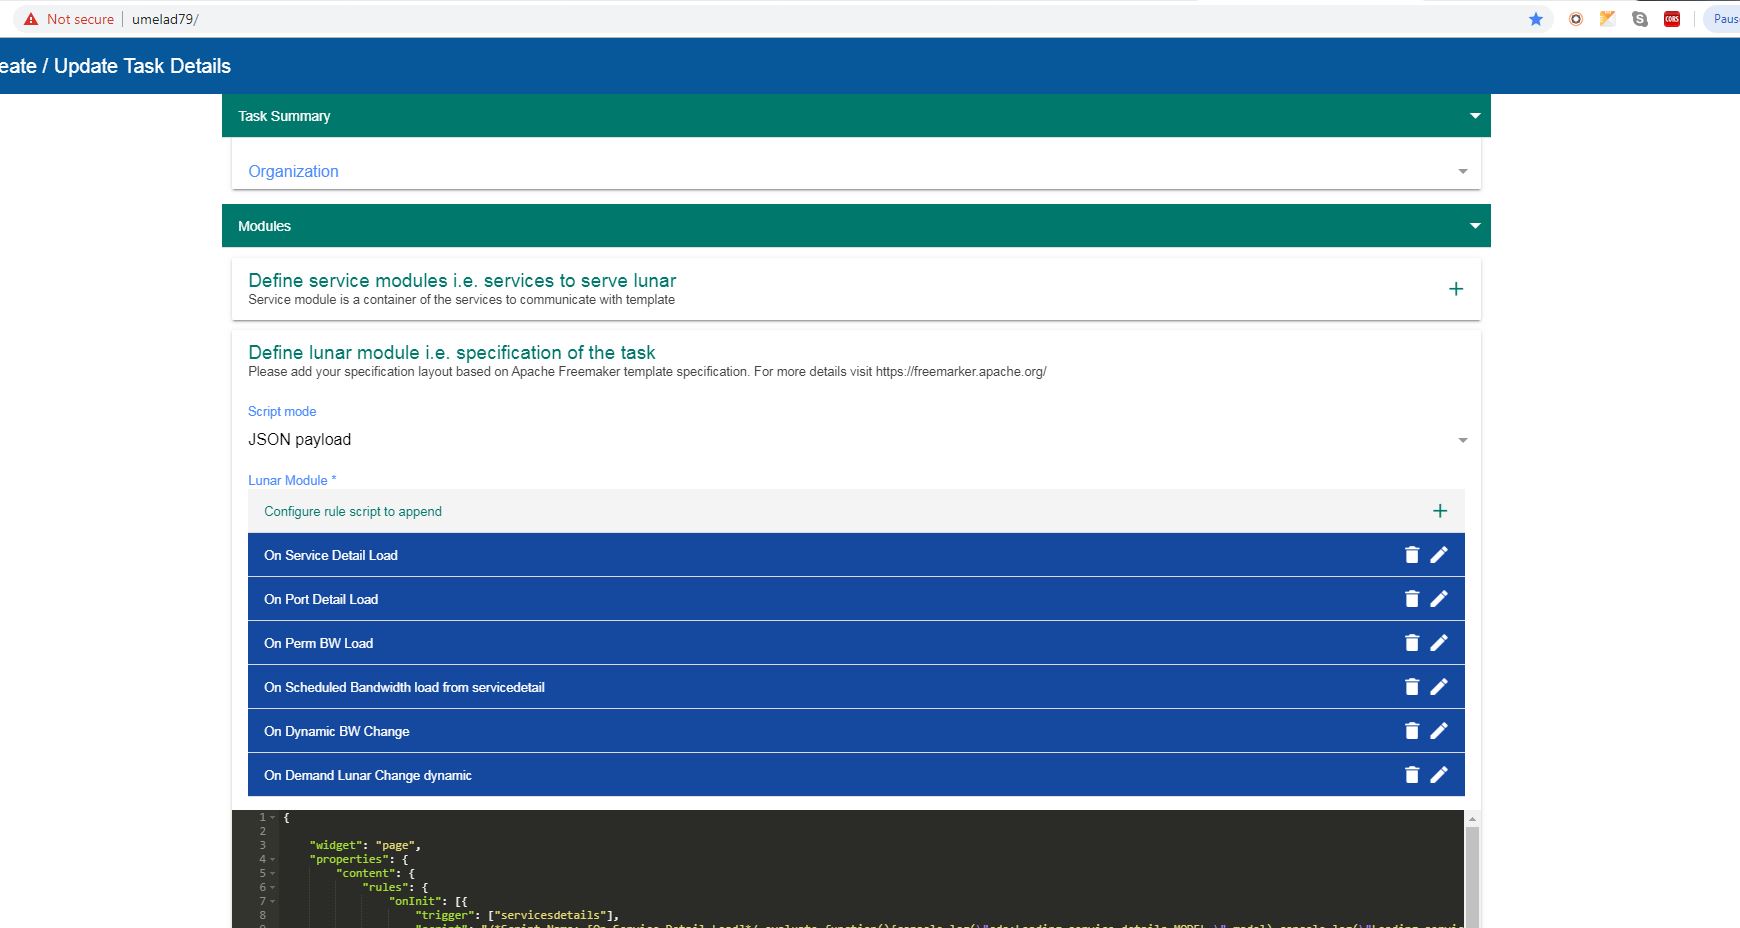 Not secure | umelad79/
CORS
Paus
eate / Update Task Details
Task Summary
Organization
Modules
Define service modules i.e. services to serve lunar
Service module is a container of the services to communicate with template
Define lunar module i.e. specification of the task
Please add your specification layout based on Apache Freemaker template specification. For more details visit https://freemarker.apache.org/
Script mode
JSON payload
Lunar Module *
Configure rule script to append
On Service Detail Load
On Port Detail Load
On Perm BW Load
On Scheduled Bandwidth load from servicedetail
On Dynamic BW Change
On Demand Lunar Change dynamic
1 {
2
3 "widget": "page",
4 "properties": {
5 "content": {
6 "rules": {
7 "onInit": [{
8 "trigger": ["servicesdetails"],